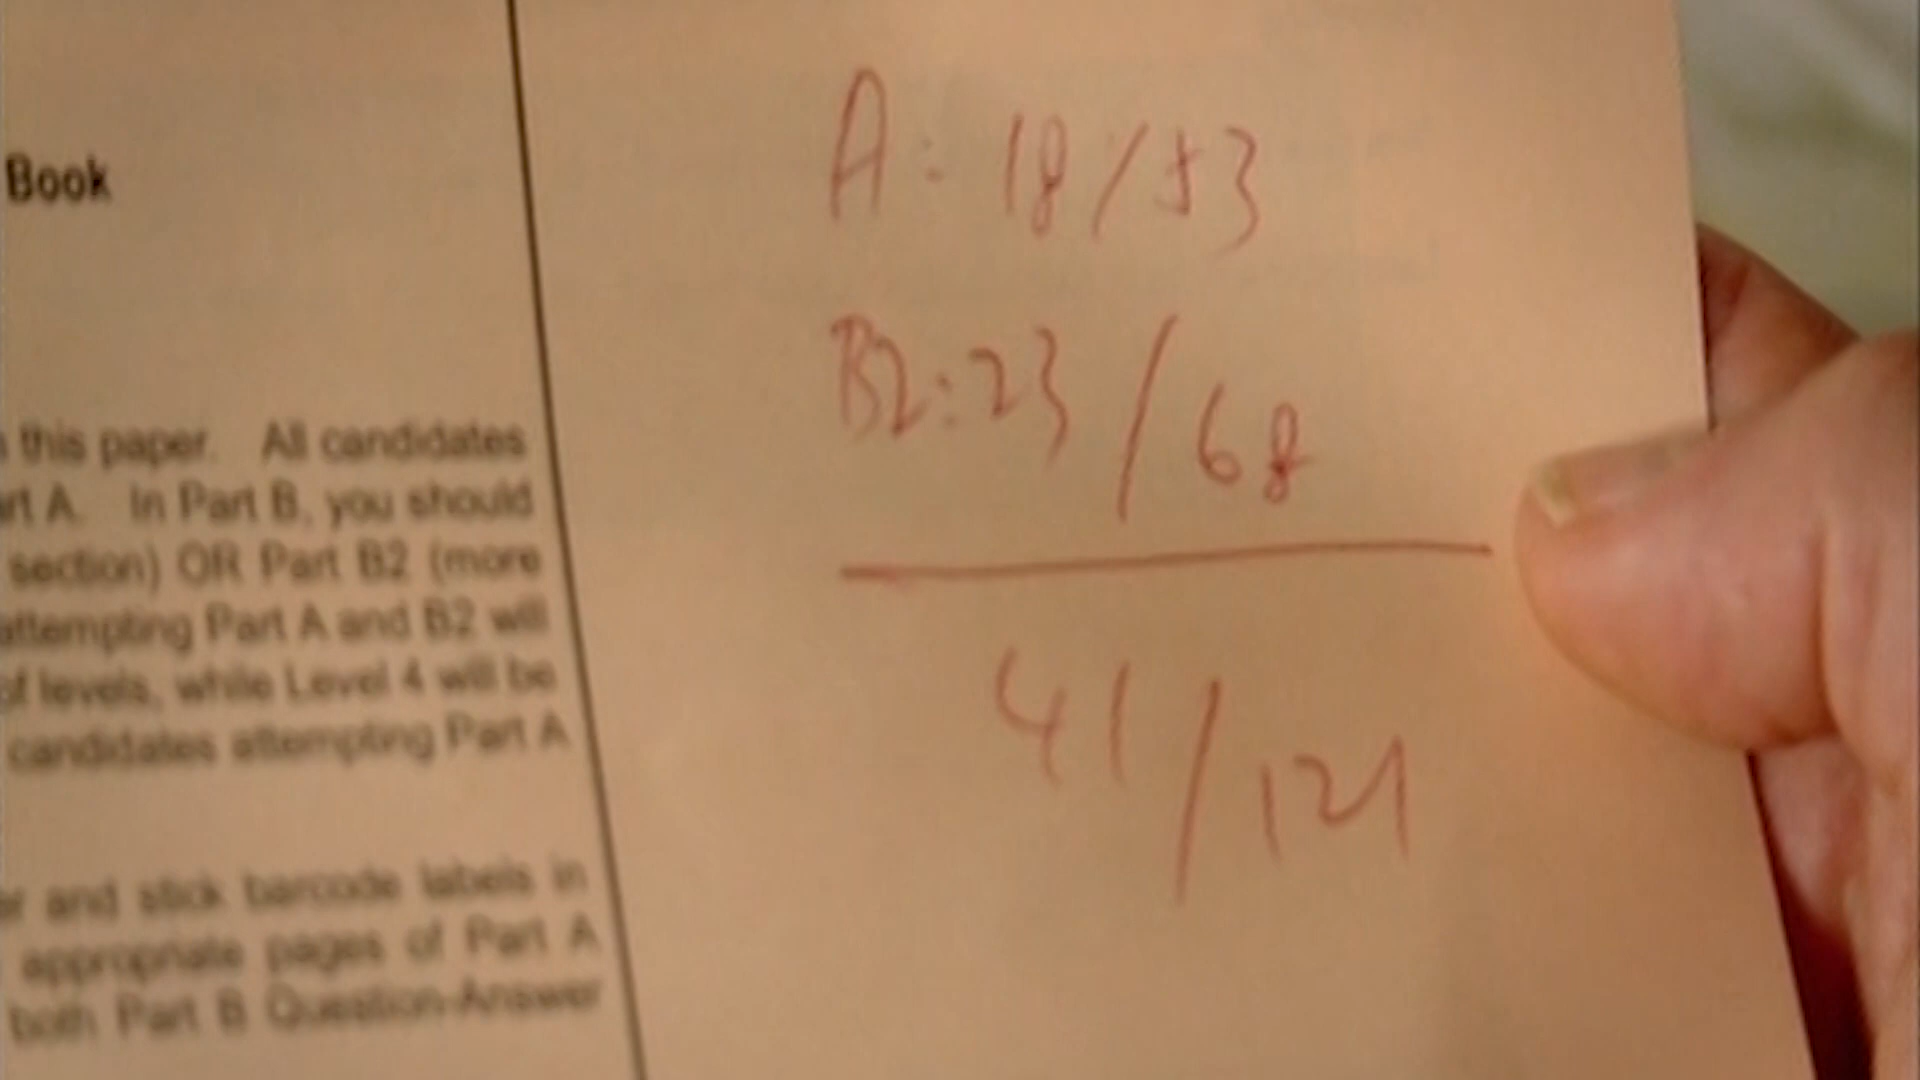 Book
this paper. All candidates
rt A. In Part B, you should
section) OR Part B2 (more
attempting Part A and B2 will
of levels, while Level 4 will be
candidates attempting Part A
er and stick barcode labels in
appropriate pages of Part A
both Part B Question-Answer
A: 18/53
B2:23/68
41/121